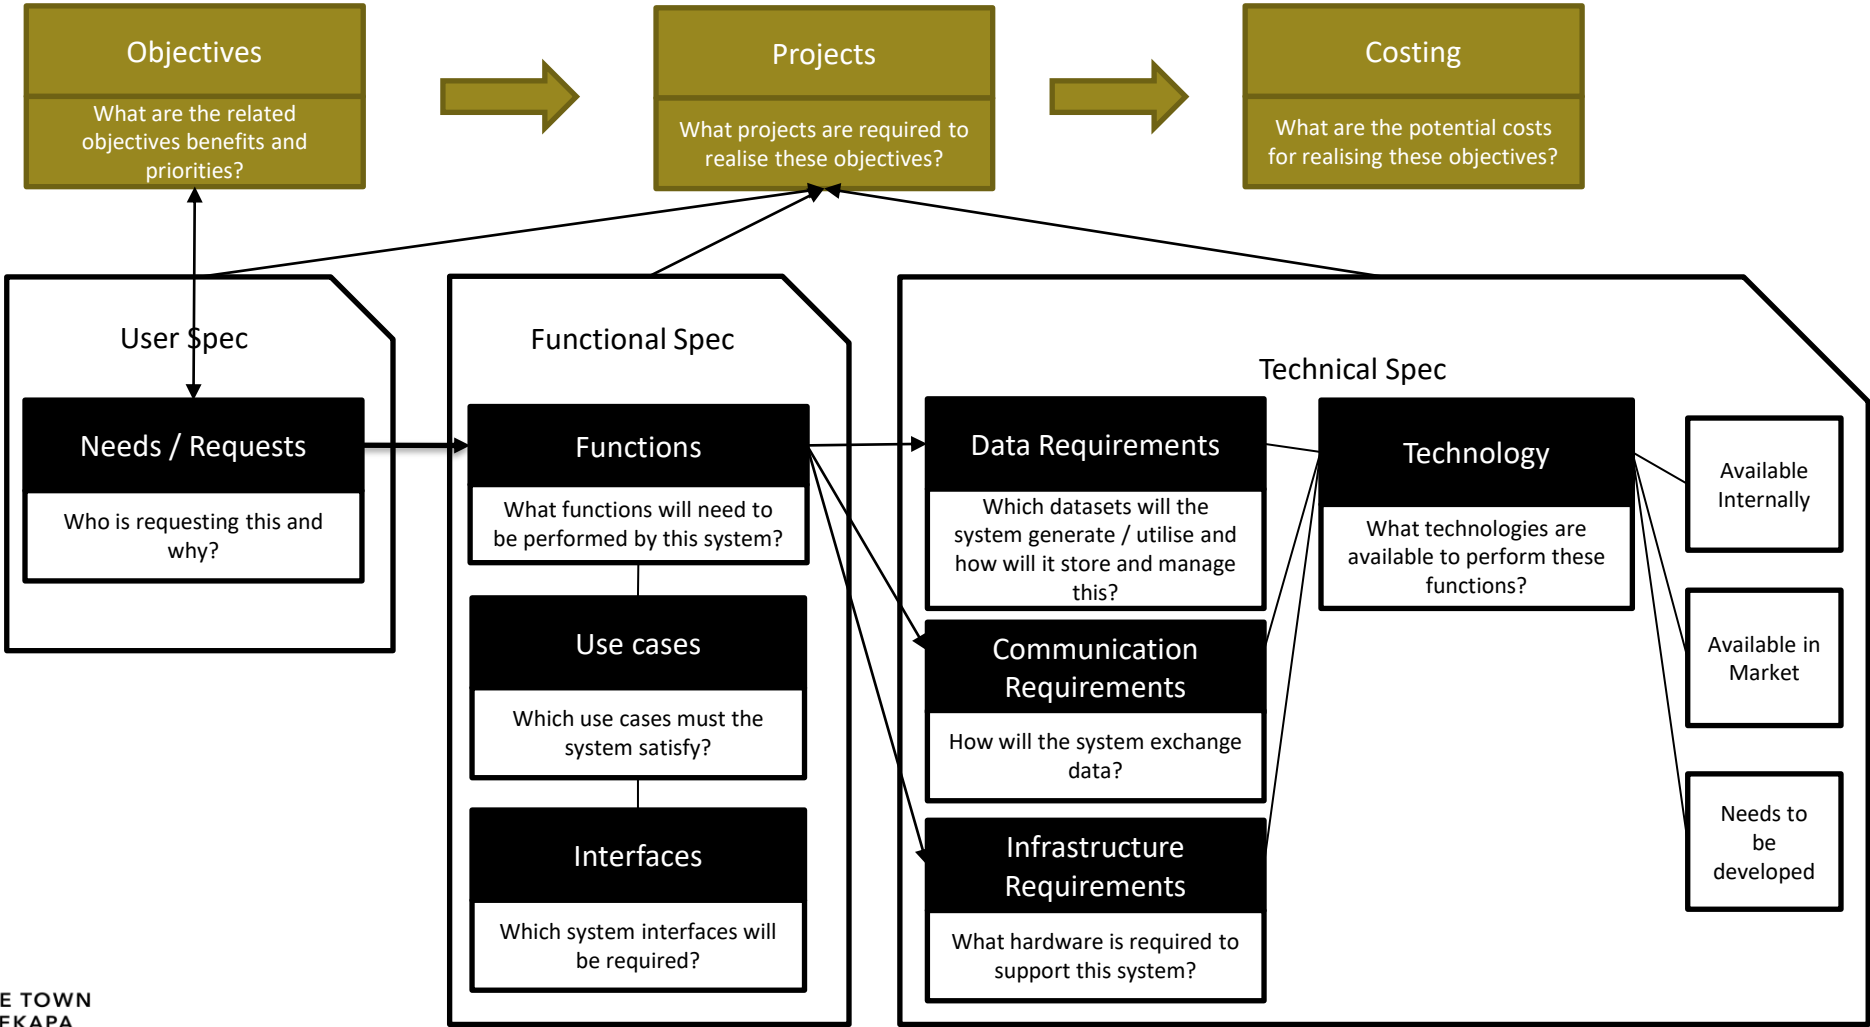 Objectives
What are the related
objectives benefits and
priorities?
Projects
What projects are required to
realise these objectives?
Costing
What are the potential costs
for realising these objectives?
User Spec
Needs / Requests
Who is requesting this and
why?
Functional Spec
Functions
What functions will need to
be performed by this system?
Use cases
Which use cases must the
system satisfy?
Interfaces
Which system interfaces will
be required?
Technical Spec
Data Requirements
Which datasets will the
system generate / utilise and
how will it store and manage
this?
Communication
Requirements
How will the system exchange
data?
Infrastructure
Requirements
What hardware is required to
support this system?
Technology
What technologies are
available to perform these
functions?
Available
Internally
Available in
Market
Needs to
be
developed
E TOWN
EKAPA